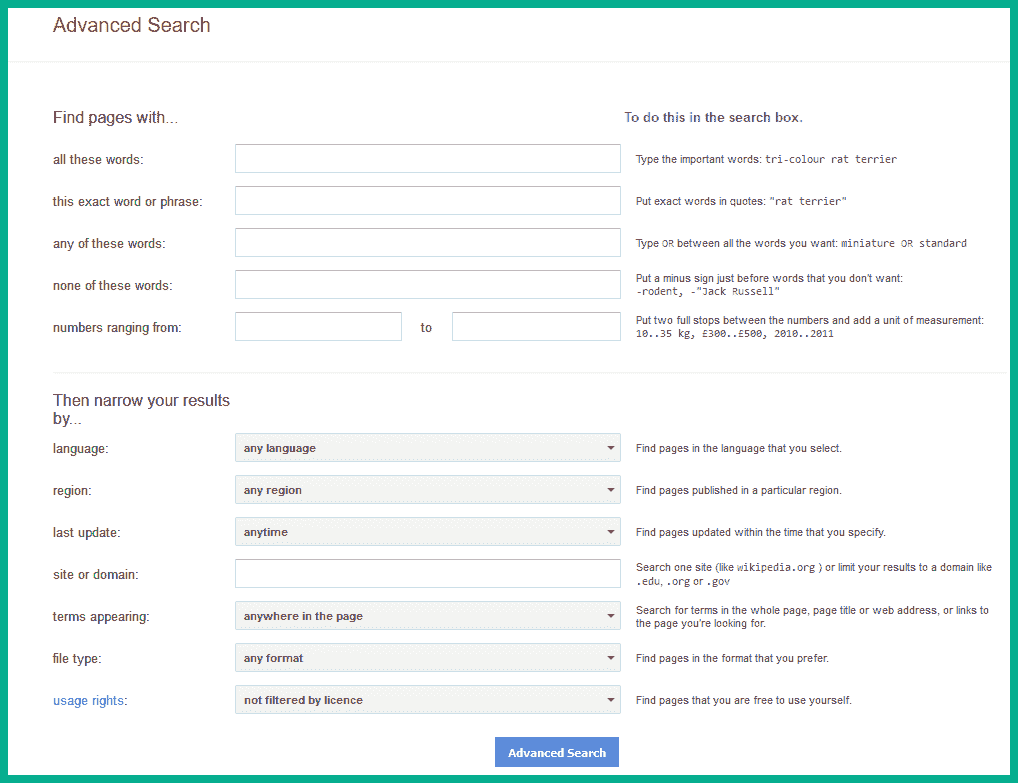 Advanced Search
Find pages with...
To do this in the search box.
all these words:
Type the important words: tri-colour rat terrier
this exact word or phrase:
Put exact words in quotes: "rat terrier"
any of these words:
Type OR between all the words you want: miniature OR standard
none of these words:
Put a minus sign just before words that you don't want:
-rodent, -"Jack Russell"
numbers ranging from:
to
Put two full stops between the numbers and add a unit of measurement:
10..35 kg, £300..£500, 2010..2011
Then narrow your results
by...
language:
any language
Find pages in the language that you select.
region:
any region
Find pages published in a particular region.
last update:
anytime
Find pages updated within the time that you specify.
site or domain:
Search one site (like wikipedia.org ) or limit your results to a domain like
.edu, .org or .gov
terms appearing:
anywhere in the page
Search for terms in the whole page, page title or web address, or links to
the page you're looking for.
file type:
any format
Find pages in the format that you prefer.
usage rights:
not filtered by licence
Find pages that you are free to use yourself.
Advanced Search